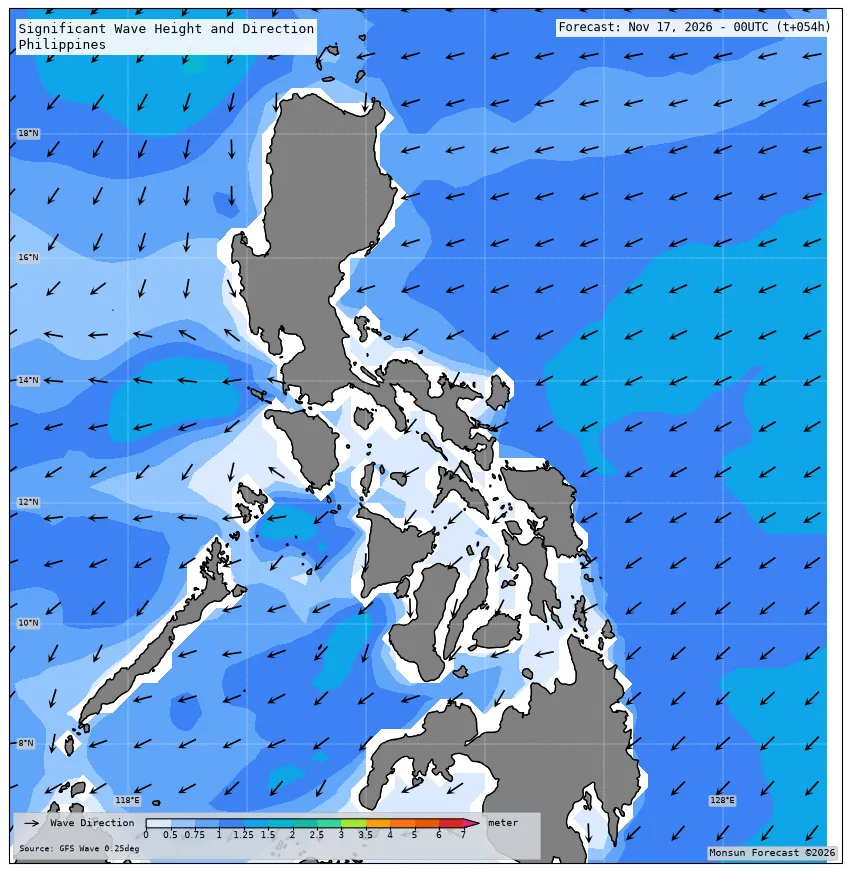 Significant Wave Height and Direction
Philippines
Forecast: Nov 17, 2026 - 00UTC (t+054h)
18°N
16°N
14°N
12°N
10°N
8°N
118°E
128°E
Wave Direction
0 0.5 0.75 1 1.25 1.5 2 2.5 3 3.5 4 5 6 7
meter
Source: GFS Wave 0.25deg
Monsun Forecast ©2026